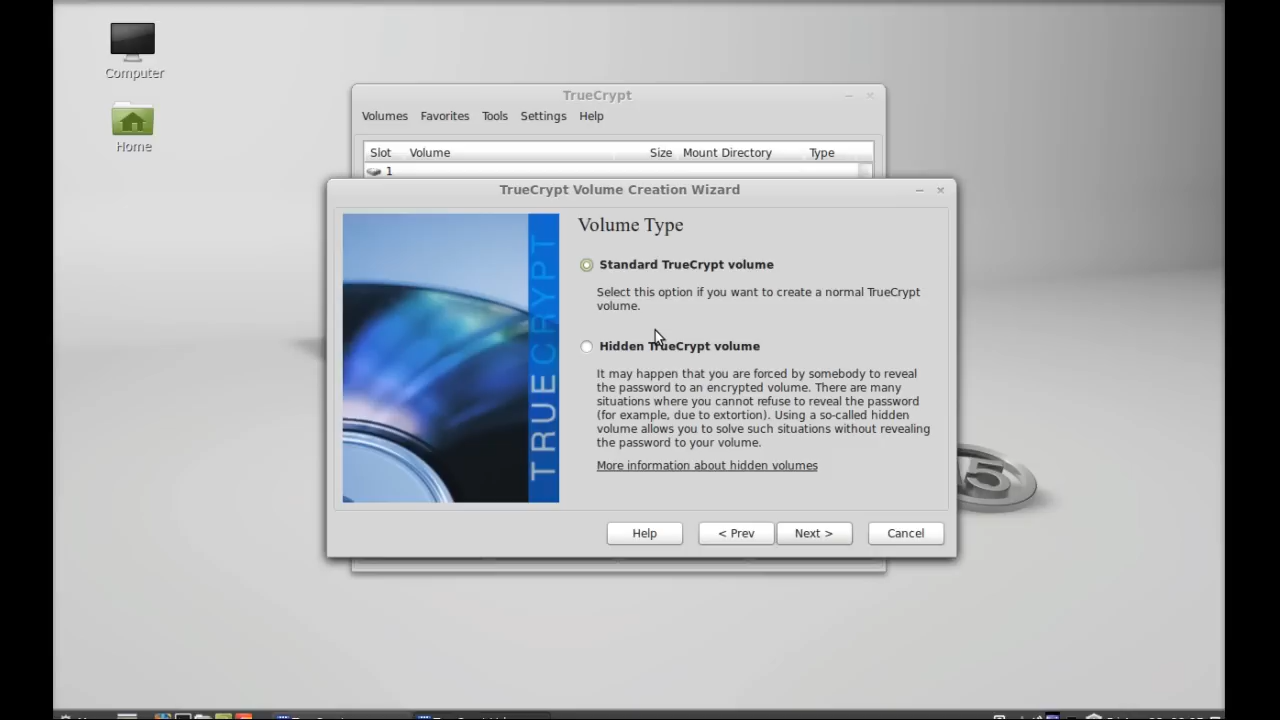 Computer
Home
TrueCrypt
Volumes Favorites Tools Settings Help
Slot Volume Size Mount Directory Type
1
TrueCrypt Volume Creation Wizard
TRUECRYPT
Volume Type
Standard TrueCrypt volume
Select this option if you want to create a normal TrueCrypt
volume.
Hidden TrueCrypt volume
It may happen that you are forced by somebody to reveal
the password to an encrypted volume. There are many
situations where you cannot refuse to reveal the password
(for example, due to extortion). Using a so-called hidden
volume allows you to solve such situations without revealing
the password to your volume.
More information about hidden volumes
5
Help < Prev Next > Cancel